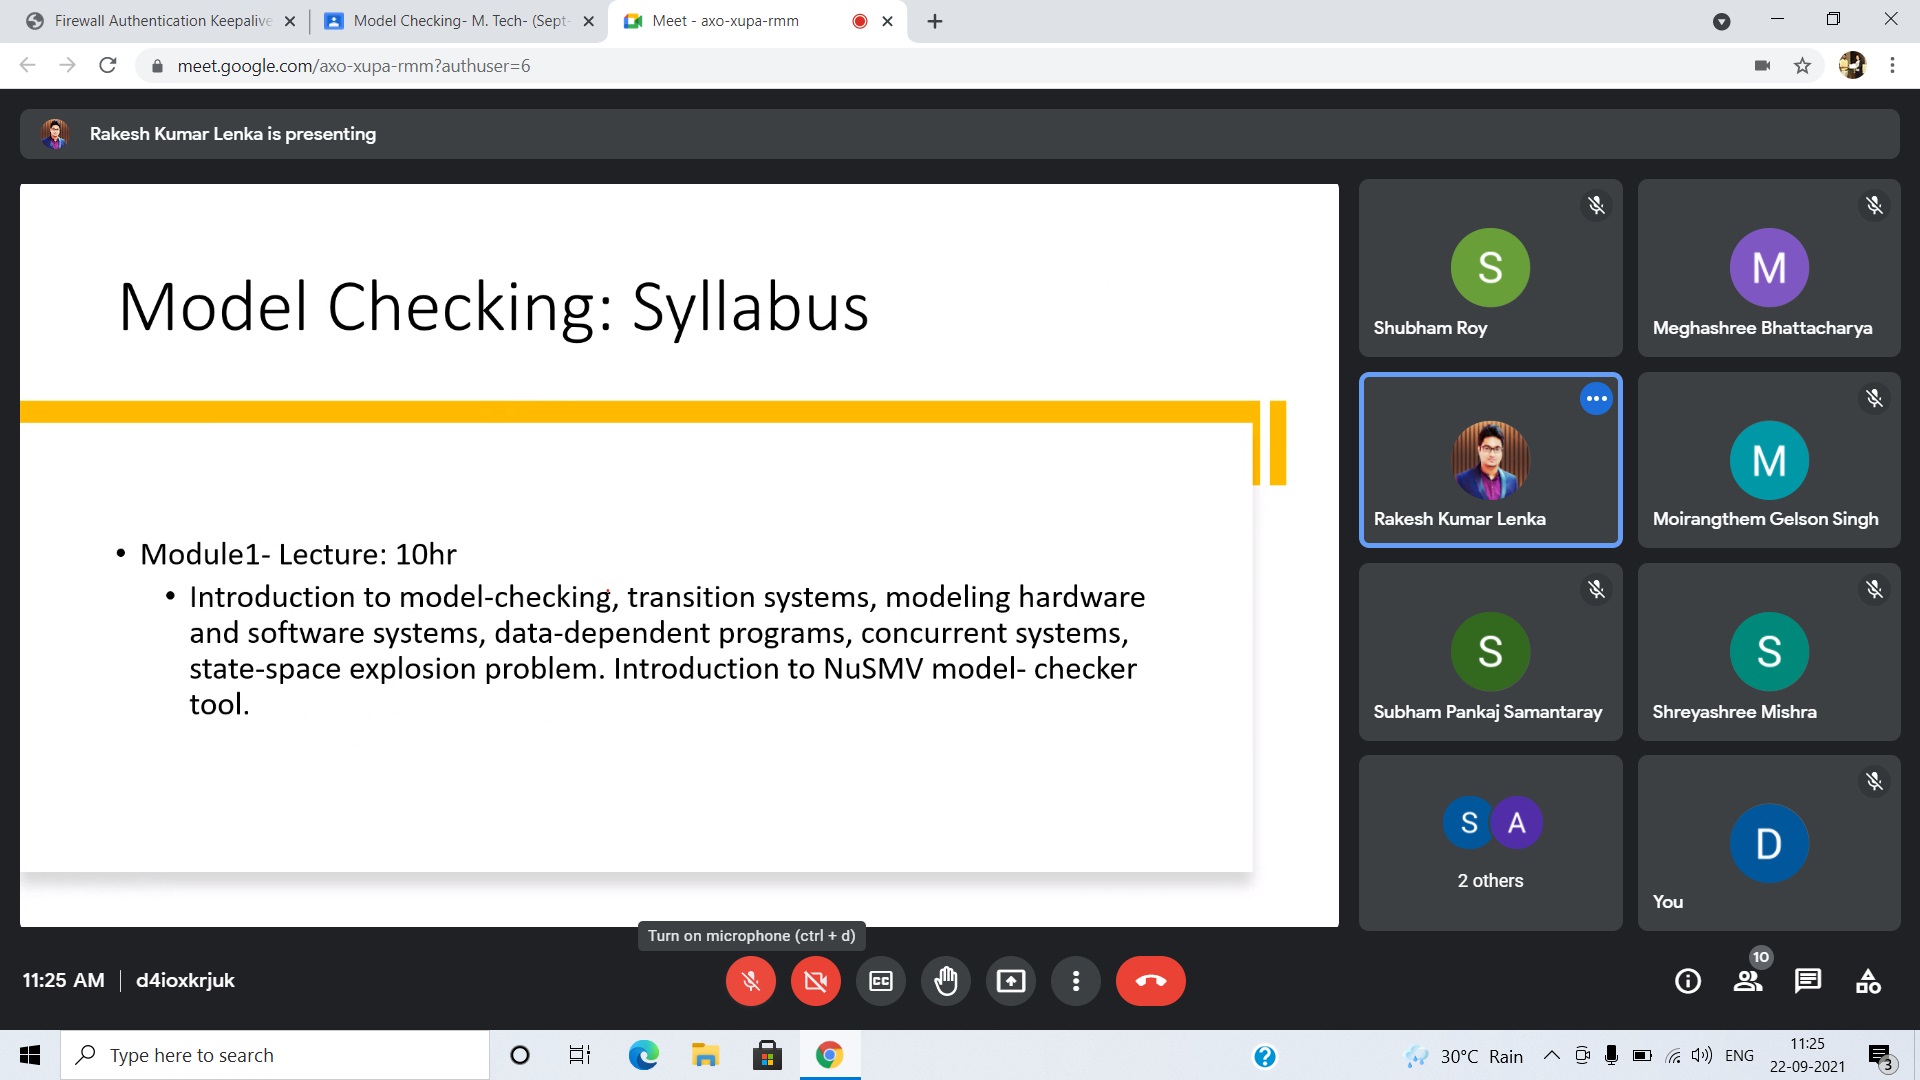 Firewall Authentication Keepalive
Model Checking- M. Tech- (Sept-
Meet - axo-xupa-rmm
meet.google.com/axo-xupa-rmm?authuser=6
Rakesh Kumar Lenka is presenting
Model Checking: Syllabus
• Module1- Lecture: 10hr
• Introduction to model-checking, transition systems, modeling hardware
and software systems, data-dependent programs, concurrent systems,
state-space explosion problem. Introduction to NuSMV model- checker
tool.
S
Shubham Roy
M
Meghashree Bhattacharya
Rakesh Kumar Lenka
M
Moirangthem Gelson Singh
S
Subham Pankaj Samantaray
S
Shreyashree Mishra
S A
2 others
D
You
Turn on microphone (ctrl + d)
11:25 AM | d4ioxkrjuk
CC
10
Type here to search
30°C Rain
ENG
11:25
22-09-2021
3